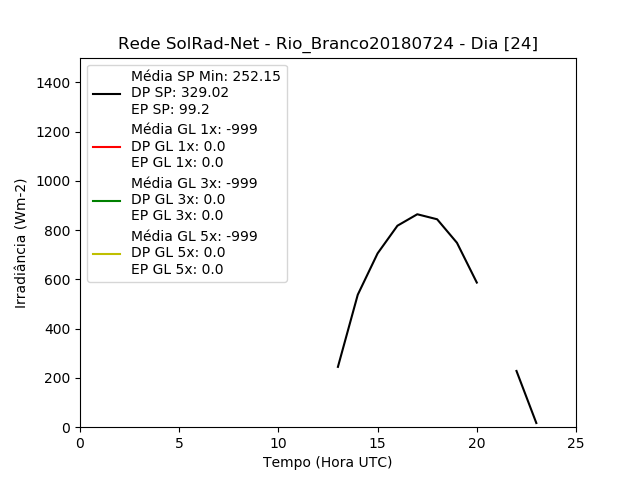 Rede SolRad-Net - Rio_Branco20180724 - Dia [24]
Média SP Min: 252.15
DP SP: 329.02
EP SP: 99.2
Média GL 1x: -999
DP GL 1x: 0.0
EP GL 1x: 0.0
Média GL 3x: -999
DP GL 3x: 0.0
EP GL 3x: 0.0
Média GL 5x: -999
DP GL 5x: 0.0
EP GL 5x: 0.0
Irradiância (Wm-2)
1400
1200
1000
800
600
400
200
0
0 5 10 15 20 25
Tempo (Hora UTC)